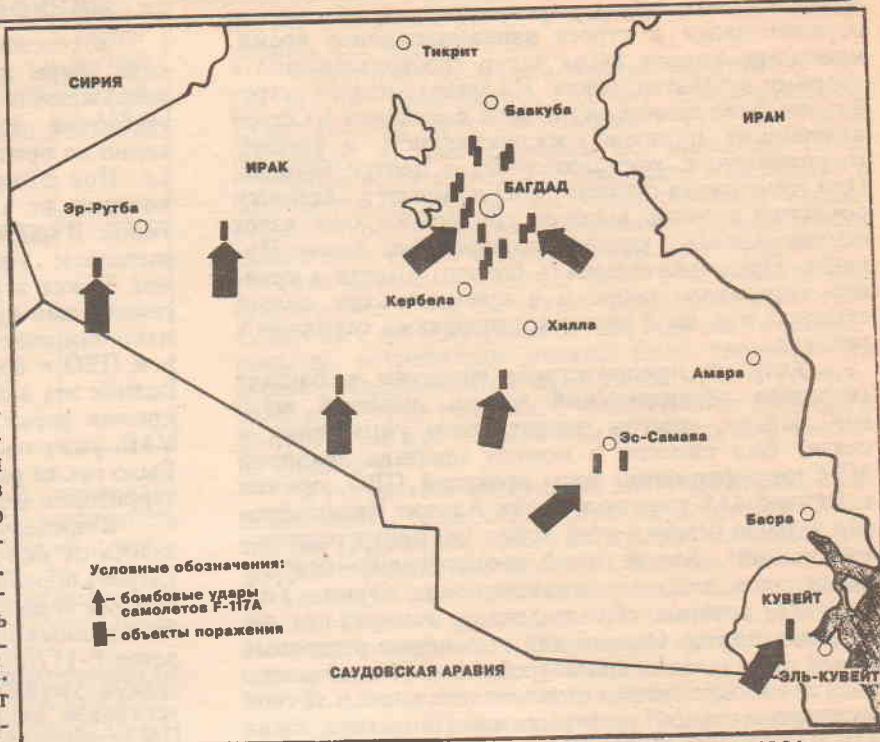 Тикрит
СИРИЯ
Баакуба
ИРАН
ИРАК
БАГДАД
Эр-Рутба
Кербела
Хилла
Амара
Эс-Самава
Басра
Условные обозначения:
– бомбовые удары
самолетов F-117A
– объекты поражения
КУВЕЙТ
САУДОВСКАЯ АРАВИЯ
ЭЛЬ-КУВЕЙТ